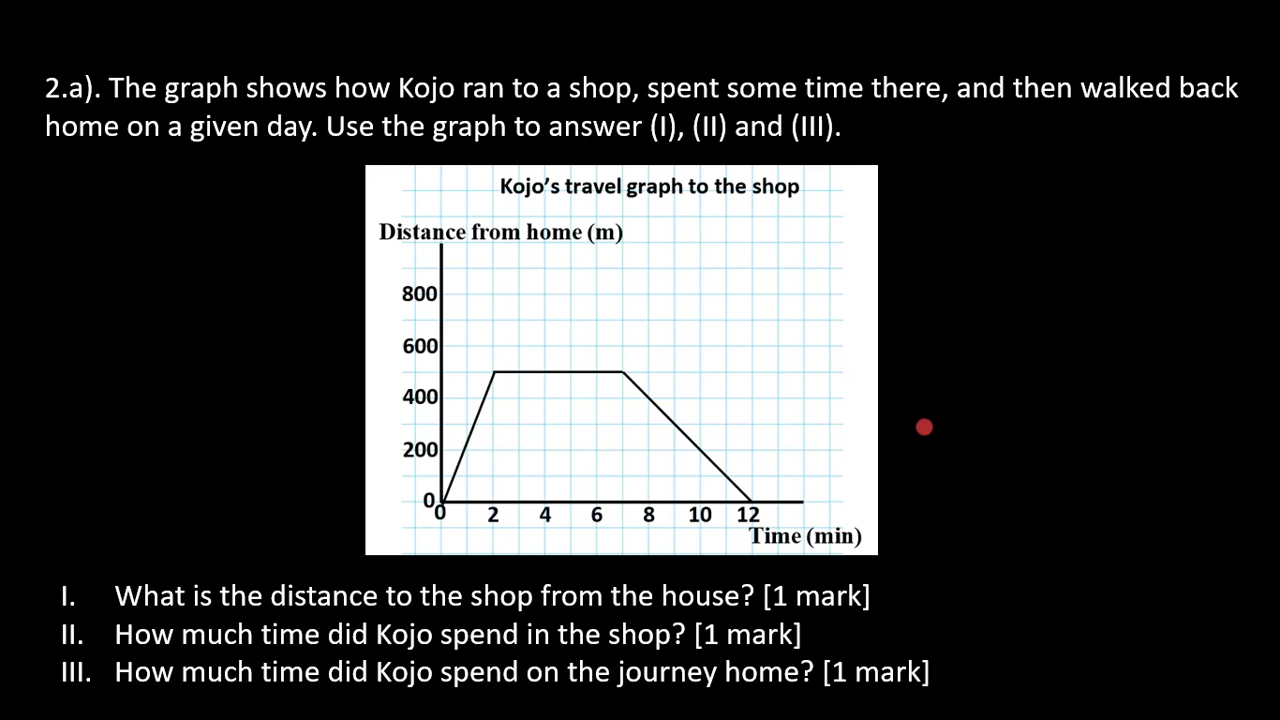 2.a). The graph shows how Kojo ran to a shop, spent some time there, and then walked back
home on a given day. Use the graph to answer (I), (II) and (III).
Kojo’s travel graph to the shop
Distance from home (m)
800
600
400
200
0
0 2 4 6 8 10 12
Time (min)
I. What is the distance to the shop from the house? [1 mark]
II. How much time did Kojo spend in the shop? [1 mark]
III. How much time did Kojo spend on the journey home? [1 mark]